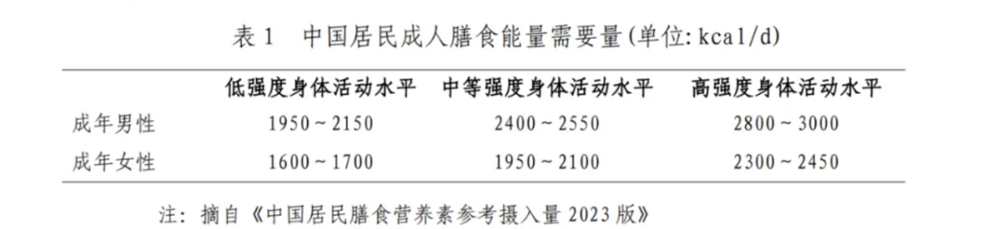 表 1 中国居民成人膳食能量需要量(单位: kcal/d)
低强度身体活动水平 中等强度身体活动水平 高强度身体活动水平
成年男性 1950～2150 2400～2550 2800～3000
成年女性 1600～1700 1950～2100 2300～2450
注: 摘自《中国居民膳食营养素参考摄入量 2023 版》